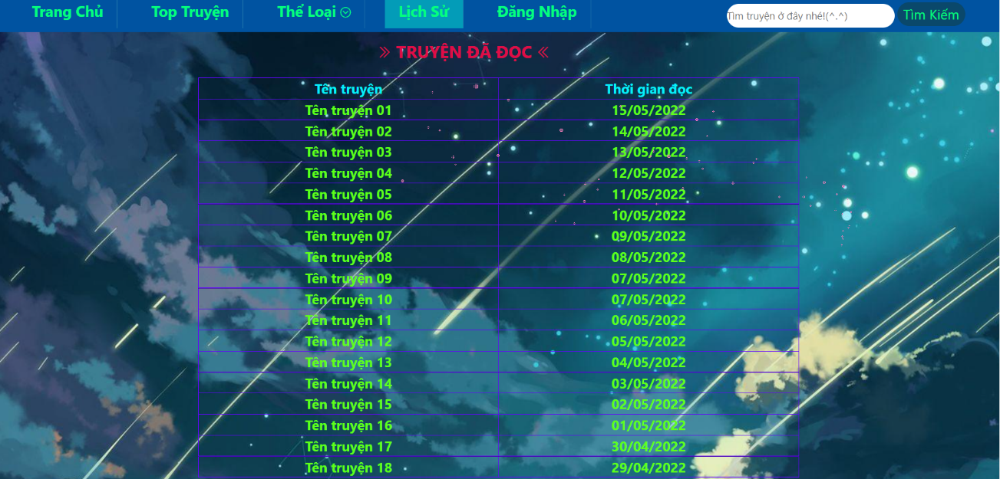 Trang Chủ Top Truyện Thể Loại Lịch Sử Đăng Nhập Tìm truyện ở đây nhé!(^.^) Tìm Kiếm
» TRUYỆN ĐÃ ĐỌC «
Tên truyện Thời gian đọc
Tên truyện 01 15/05/2022
Tên truyện 02 14/05/2022
Tên truyện 03 13/05/2022
Tên truyện 04 12/05/2022
Tên truyện 05 11/05/2022
Tên truyện 06 10/05/2022
Tên truyện 07 09/05/2022
Tên truyện 08 08/05/2022
Tên truyện 09 07/05/2022
Tên truyện 10 07/05/2022
Tên truyện 11 06/05/2022
Tên truyện 12 05/05/2022
Tên truyện 13 04/05/2022
Tên truyện 14 03/05/2022
Tên truyện 15 02/05/2022
Tên truyện 16 01/05/2022
Tên truyện 17 30/04/2022
Tên truyện 18 29/04/2022